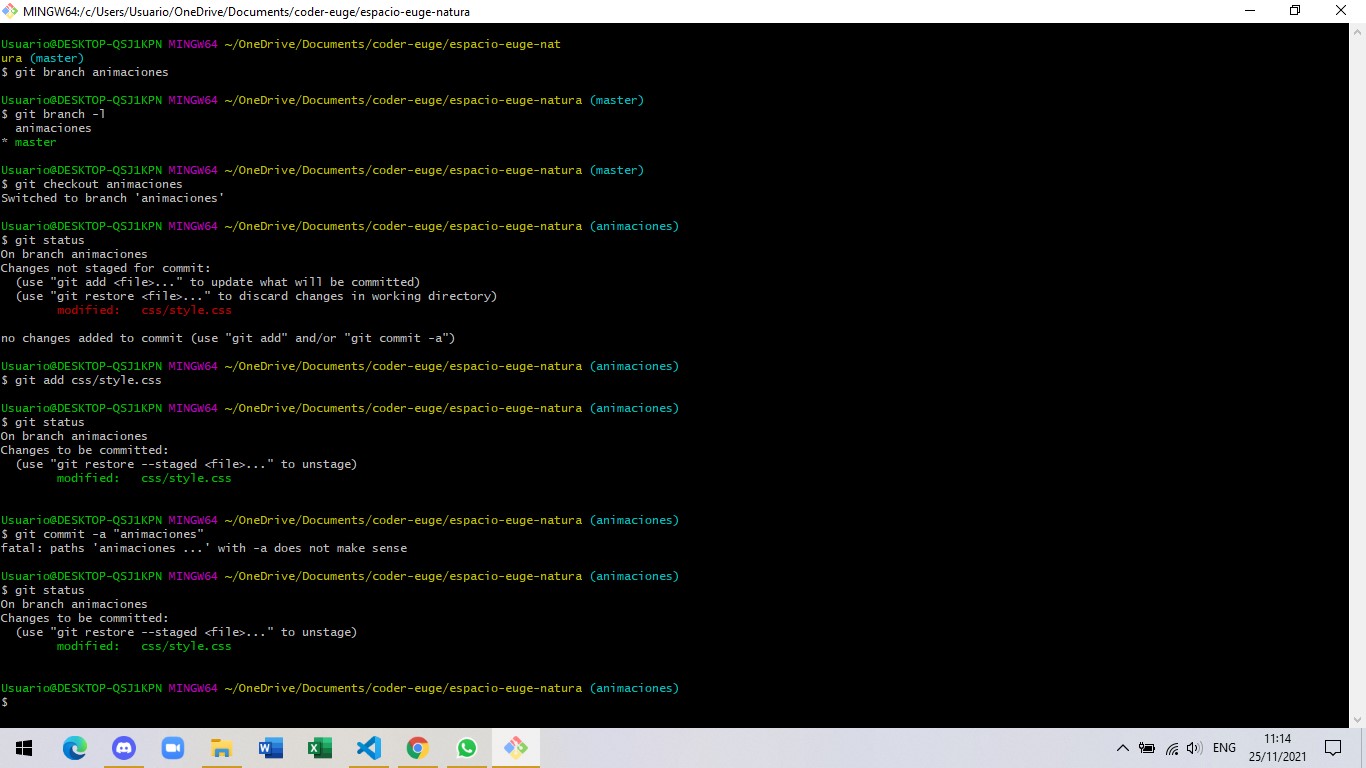 MINGW64:/c/Users/Usuario/OneDrive/Documents/coder-euge/espacio-euge-natura
Usuario@DESKTOP-QSJ1KPN MINGW64 ~/OneDrive/Documents/coder-euge/espacio-euge-nat
ura (master)
$ git branch animaciones
Usuario@DESKTOP-QSJ1KPN MINGW64 ~/OneDrive/Documents/coder-euge/espacio-euge-natura (master)
$ git branch -l
animaciones
* master
Usuario@DESKTOP-QSJ1KPN MINGW64 ~/OneDrive/Documents/coder-euge/espacio-euge-natura (master)
$ git checkout animaciones
Switched to branch 'animaciones'
Usuario@DESKTOP-QSJ1KPN MINGW64 ~/OneDrive/Documents/coder-euge/espacio-euge-natura (animaciones)
$ git status
On branch animaciones
Changes not staged for commit:
(use "git add <file>..." to update what will be committed)
(use "git restore <file>..." to discard changes in working directory)
modified:   css/style.css
no changes added to commit (use "git add" and/or "git commit -a")
Usuario@DESKTOP-QSJ1KPN MINGW64 ~/OneDrive/Documents/coder-euge/espacio-euge-natura (animaciones)
$ git add css/style.css
Usuario@DESKTOP-QSJ1KPN MINGW64 ~/OneDrive/Documents/coder-euge/espacio-euge-natura (animaciones)
$ git status
On branch animaciones
Changes to be committed:
(use "git restore --staged <file>..." to unstage)
modified:   css/style.css
Usuario@DESKTOP-QSJ1KPN MINGW64 ~/OneDrive/Documents/coder-euge/espacio-euge-natura (animaciones)
$ git commit -a "animaciones"
fatal: paths 'animaciones ...' with -a does not make sense
Usuario@DESKTOP-QSJ1KPN MINGW64 ~/OneDrive/Documents/coder-euge/espacio-euge-natura (animaciones)
$ git status
On branch animaciones
Changes to be committed:
(use "git restore --staged <file>..." to unstage)
modified:   css/style.css
Usuario@DESKTOP-QSJ1KPN MINGW64 ~/OneDrive/Documents/coder-euge/espacio-euge-natura (animaciones)
$
ENG
11:14
25/11/2021